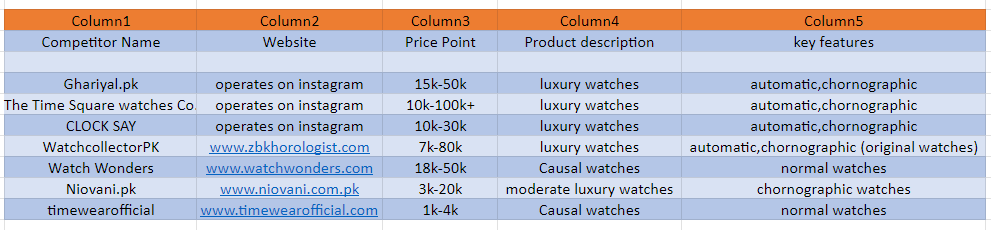 Column1 Column2 Column3 Column4 Column5
Competitor Name Website Price Point Product description key features
Ghariyal.pk operates on instagram 15k-50k luxury watches automatic,chornographic
The Time Square watches Co. operates on instagram 10k-100k+ luxury watches automatic,chornographic
CLOCK SAY operates on instagram 10k-30k luxury watches automatic,chornographic
WatchcollectorPK www.zbkhorologist.com 7k-80k luxury watches automatic,chornographic (original watches)
Watch Wonders www.watchwonders.com 18k-50k Causal watches normal watches
Niovani.pk www.niovani.com.pk 3k-20k moderate luxury watches chornographic watches
timewearofficial www.timewearofficial.com 1k-4k Causal watches normal watches